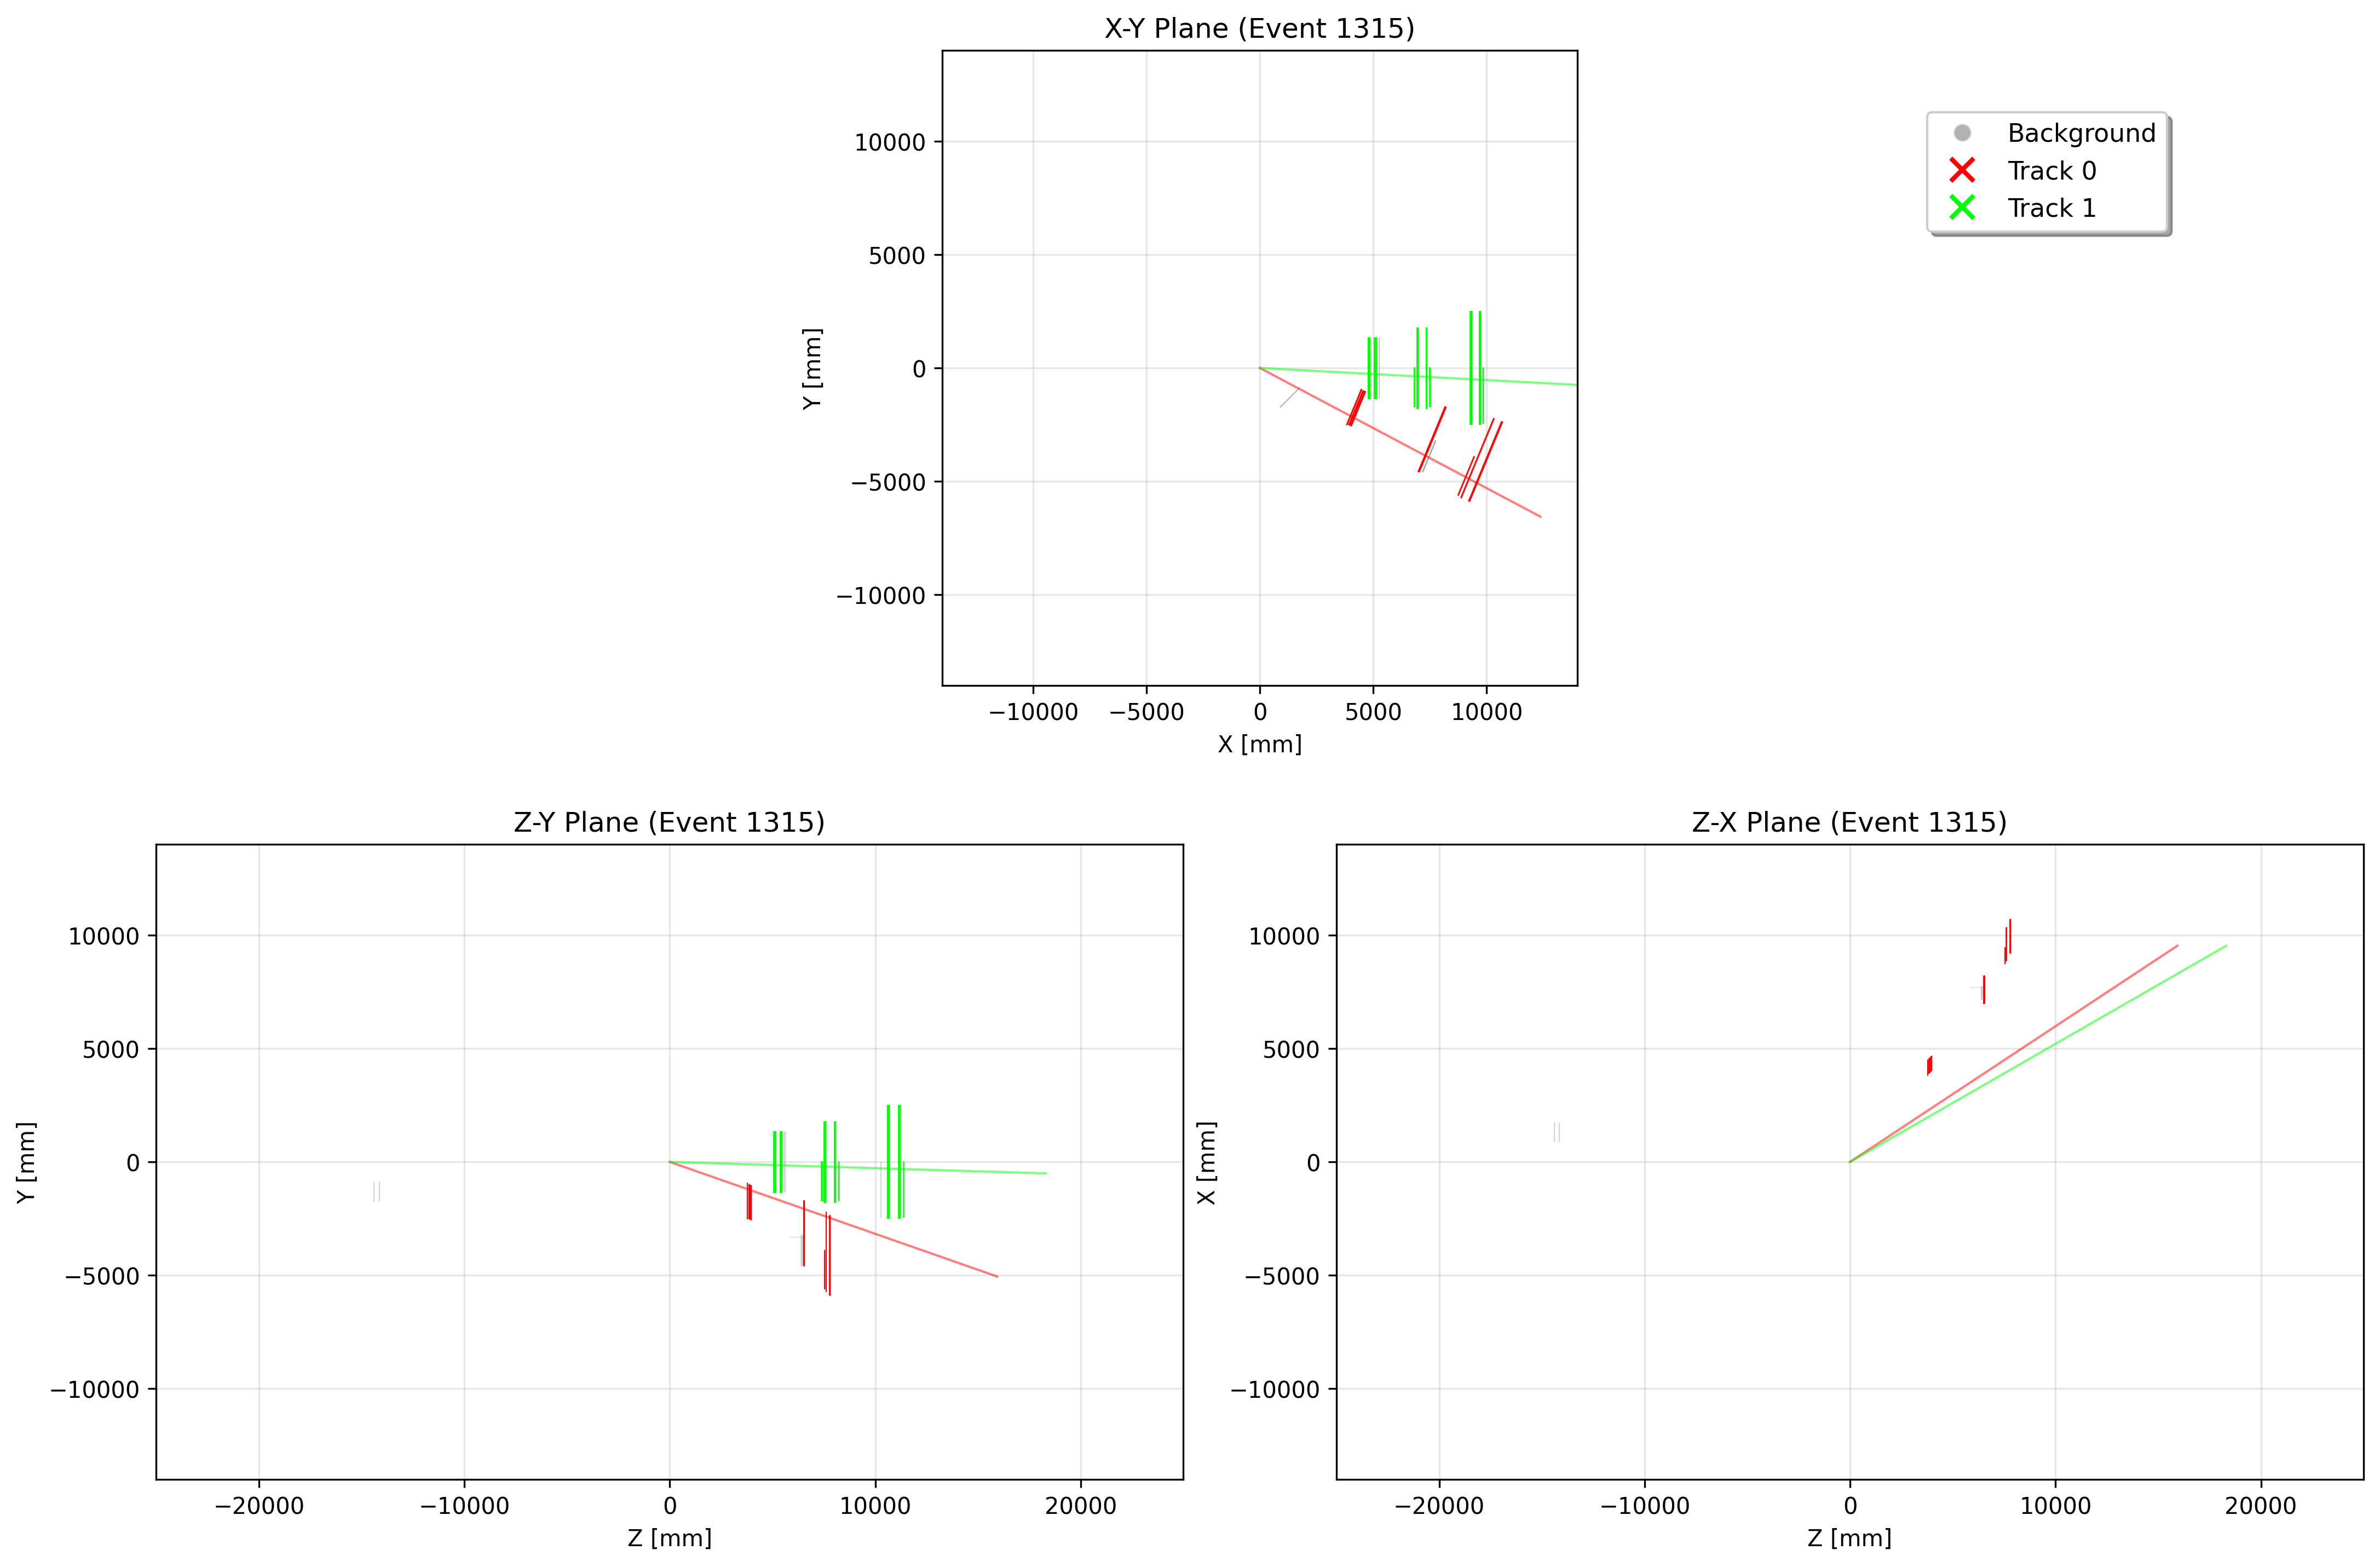 X-Y Plane (Event 1315)
10000
5000
0
−5000
−10000
Y [mm]
−10000 −5000 0 5000 10000
X [mm]
Background
Track 0
Track 1
Z-Y Plane (Event 1315)
10000
5000
0
−5000
−10000
Y [mm]
−20000 −10000 0 10000 20000
Z [mm]
Z-X Plane (Event 1315)
10000
5000
0
−5000
−10000
X [mm]
−20000 −10000 0 10000 20000
Z [mm]